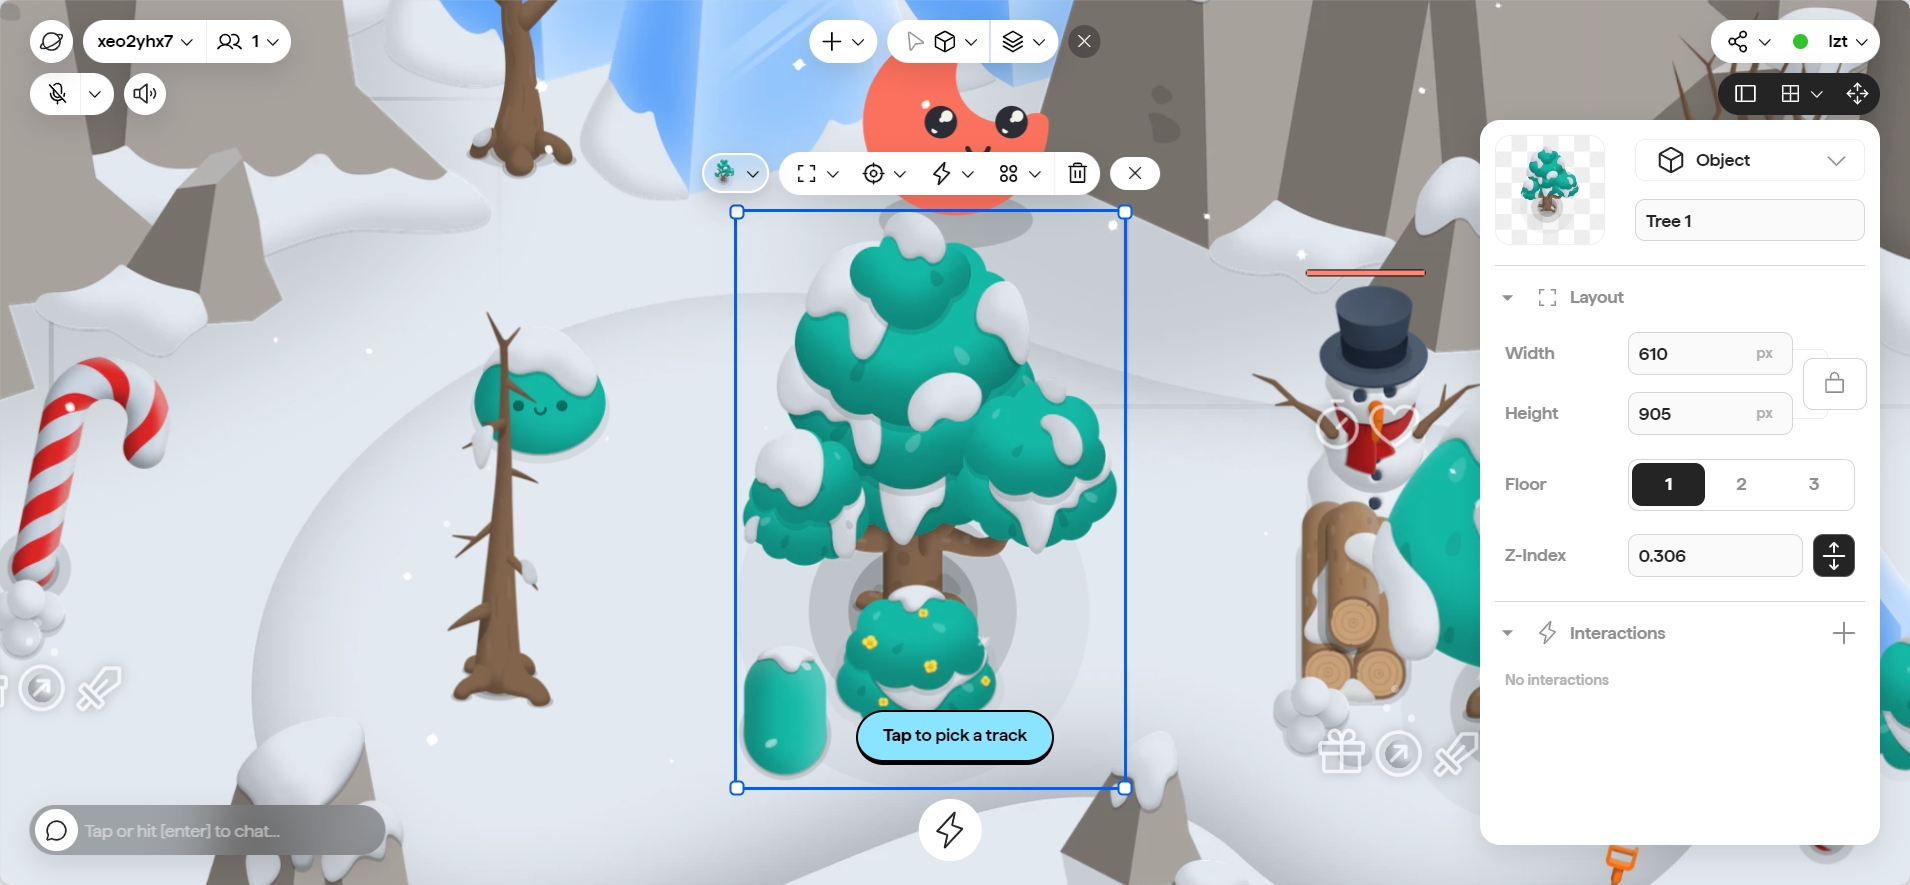 xeo2yhx7
1
lzt
Object
Tree 1
Layout
Width
610 px
Height
905 px
Floor
1 2 3
Z-Index
0.306
Interactions
No interactions
Tap to pick a track
Tap or hit [enter] to chat...